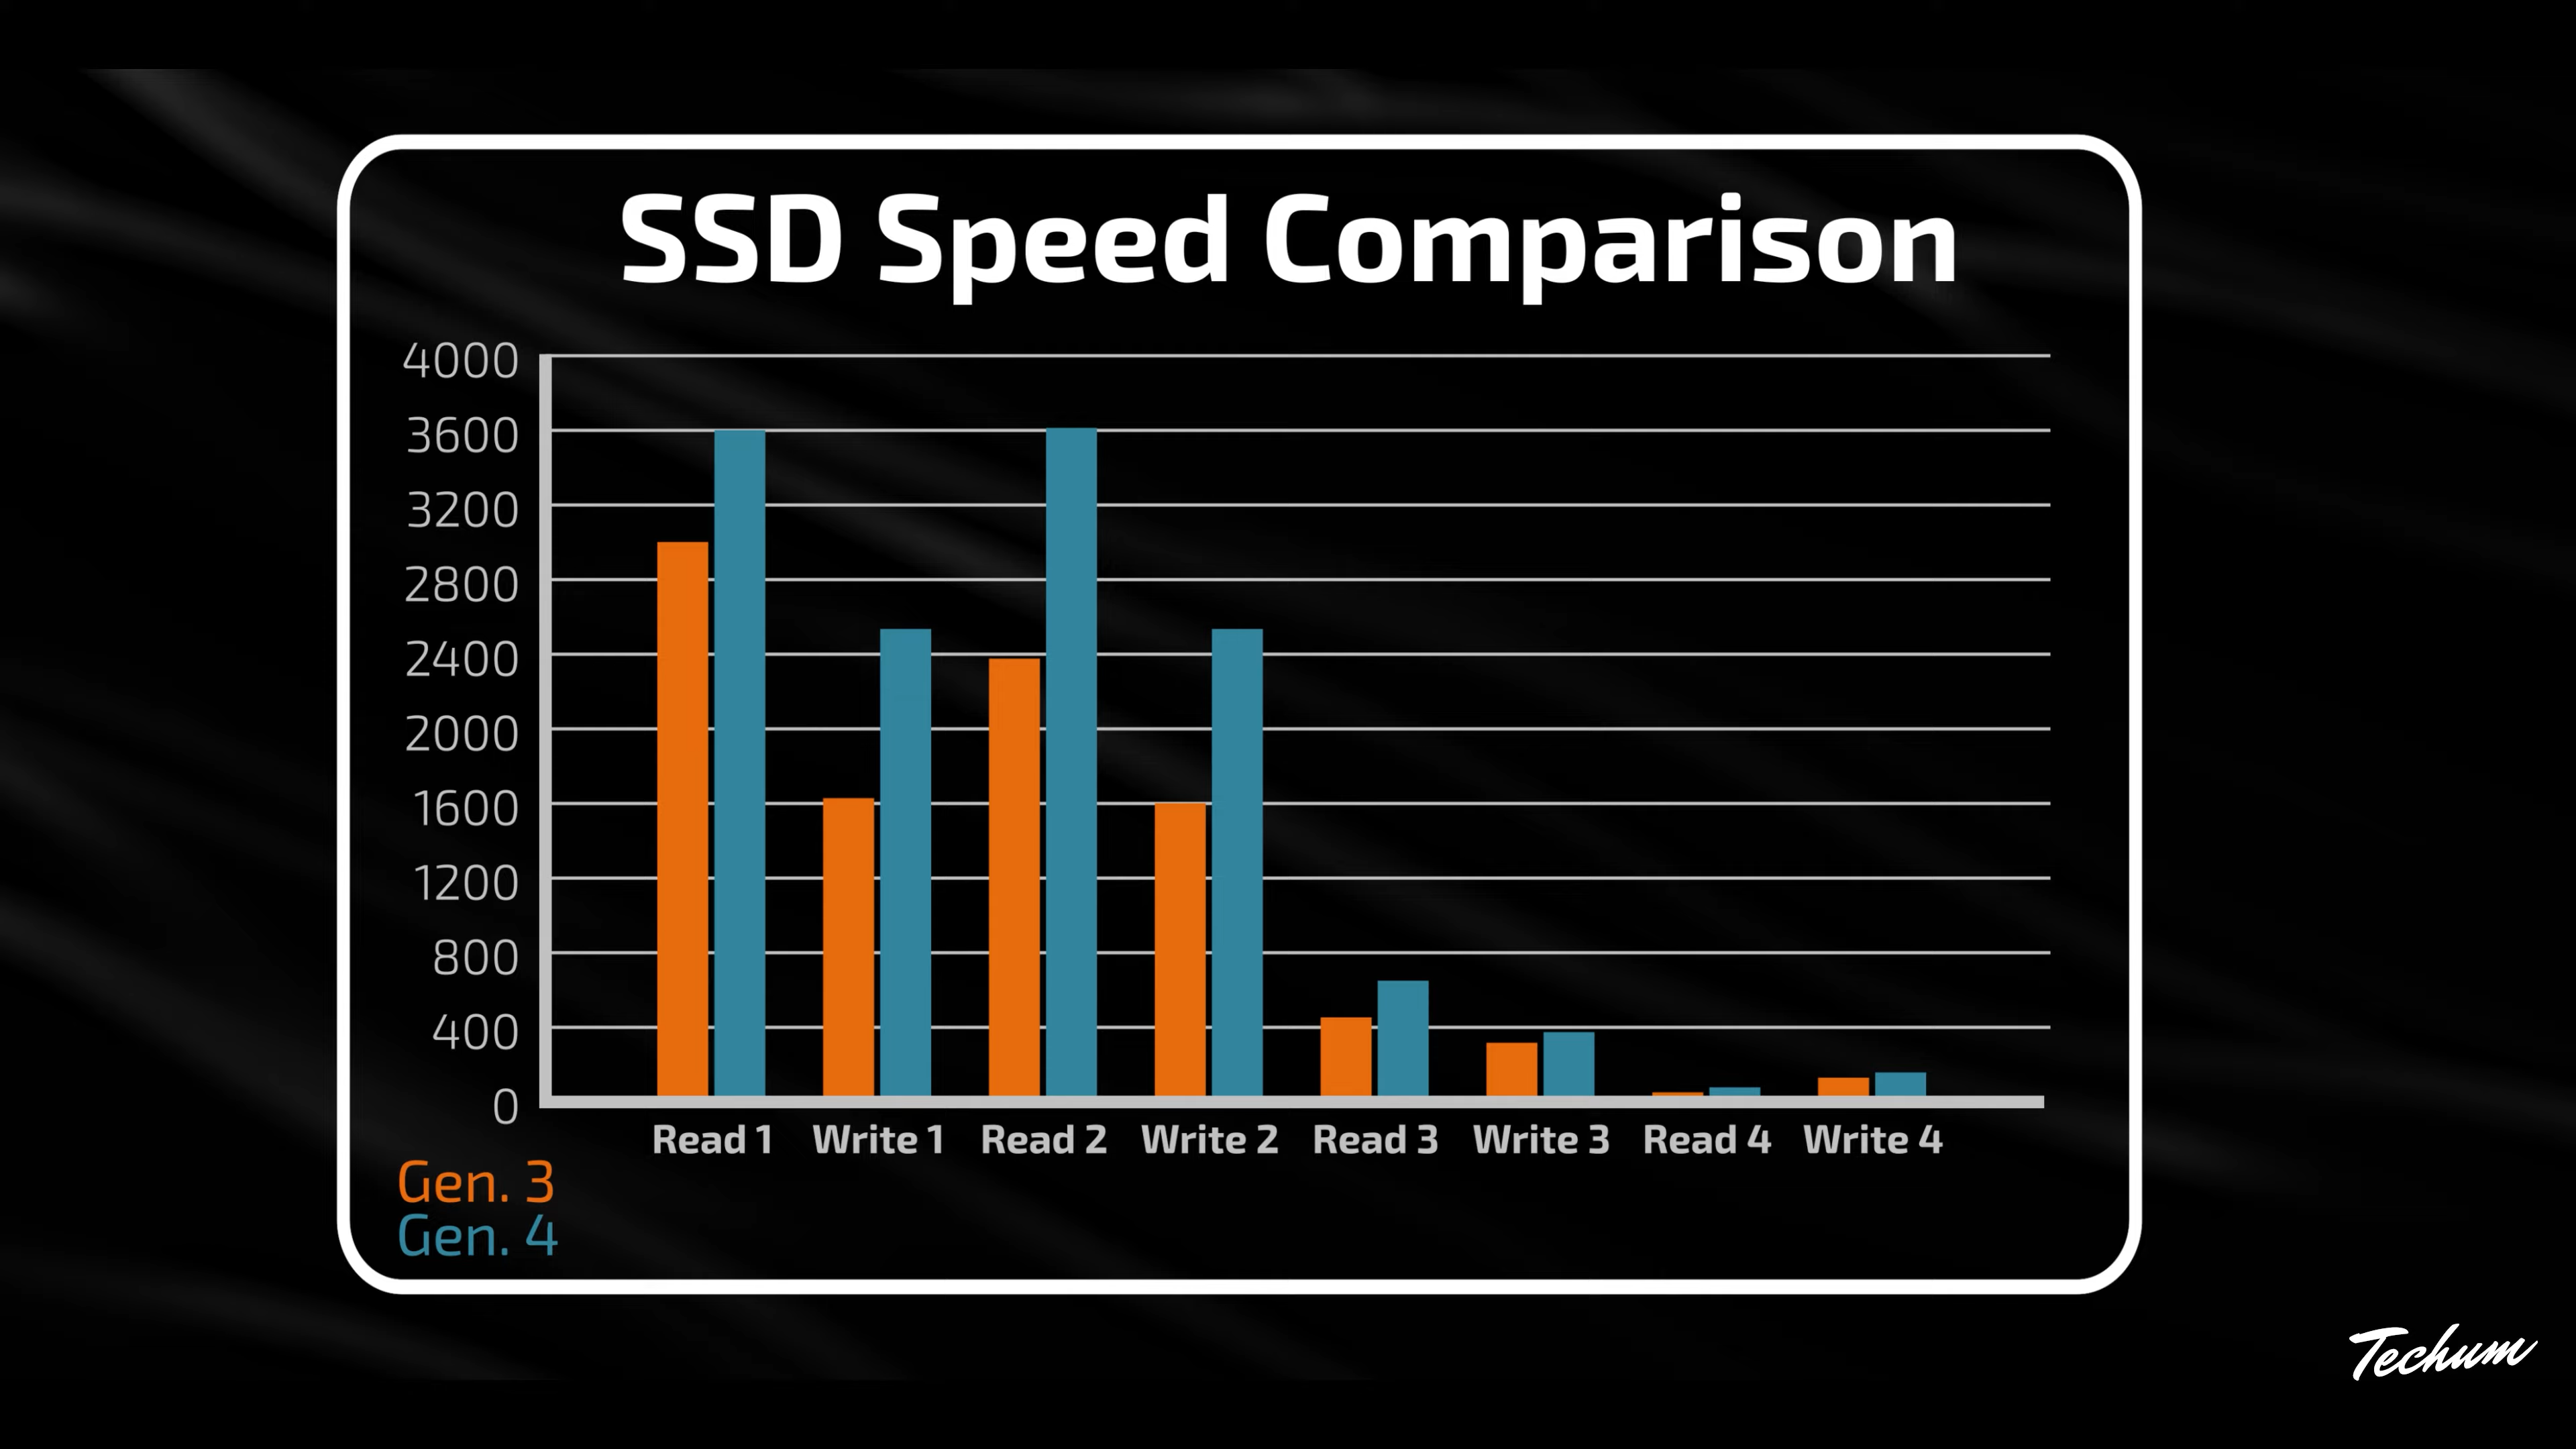 SSD Speed Comparison
4000
3600
3200
2800
2400
2000
1600
1200
800
400
0
Read 1 Write 1 Read 2 Write 2 Read 3 Write 3 Read 4 Write 4
Gen. 3
Gen. 4
Techum